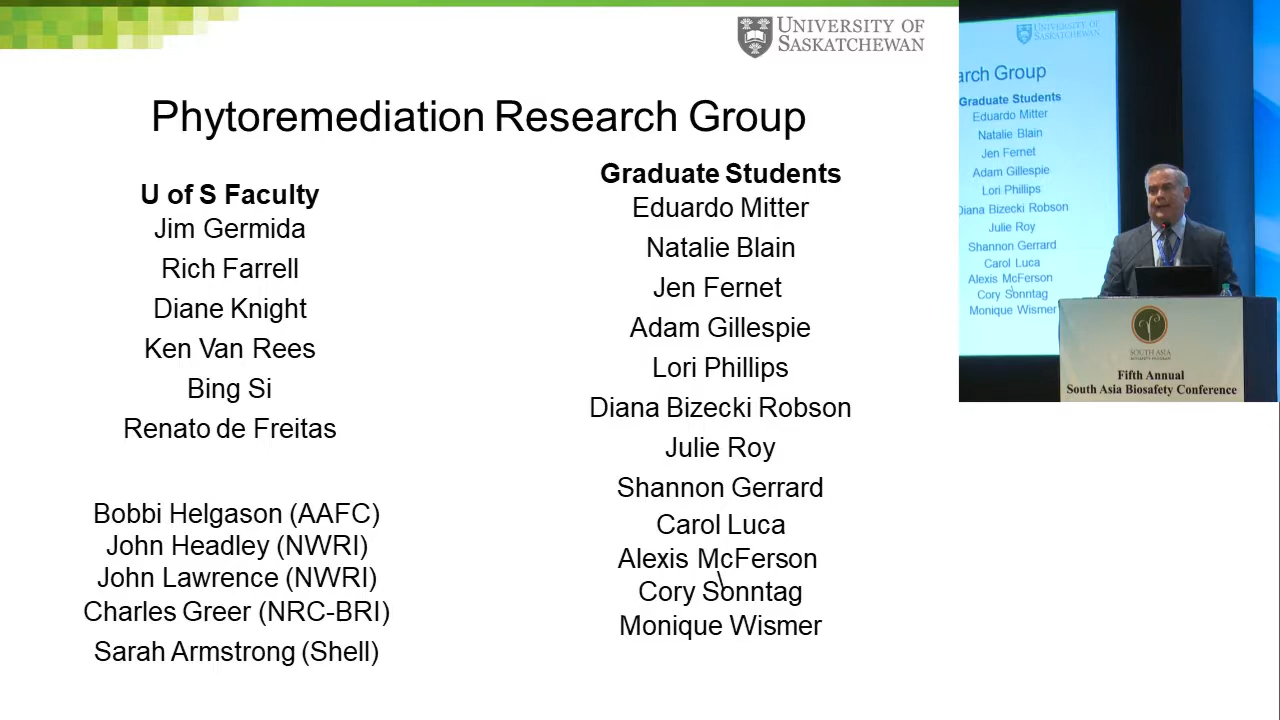 UNIVERSITY OF
SASKATCHEWAN
Phytoremediation Research Group
U of S Faculty
Jim Germida
Rich Farrell
Diane Knight
Ken Van Rees
Bing Si
Renato de Freitas
Bobbi Helgason (AAFC)
John Headley (NWRI)
John Lawrence (NWRI)
Charles Greer (NRC-BRI)
Sarah Armstrong (Shell)
Graduate Students
Eduardo Mitter
Natalie Blain
Jen Fernet
Adam Gillespie
Lori Phillips
Diana Bizecki Robson
Julie Roy
Shannon Gerrard
Carol Luca
Alexis McFerson
\
Cory Sonntag
Monique Wismer
UNIVERSITY OF
SASKATCHEWAN
arch Group
Graduate Students
Eduardo Mitter
Natalie Blain
Jen Fernet
Adam Gillespie
Lori Phillips
Diana Bizecki Robson
Julie Roy
Shannon Gerrard
Carol Luca
Alexis McFerson
\
Cory Sonntag
Monique Wismer
SOUTH ASIA
BIOSAFETY PROGRAM
Fifth Annual
South Asia Biosafety Conference